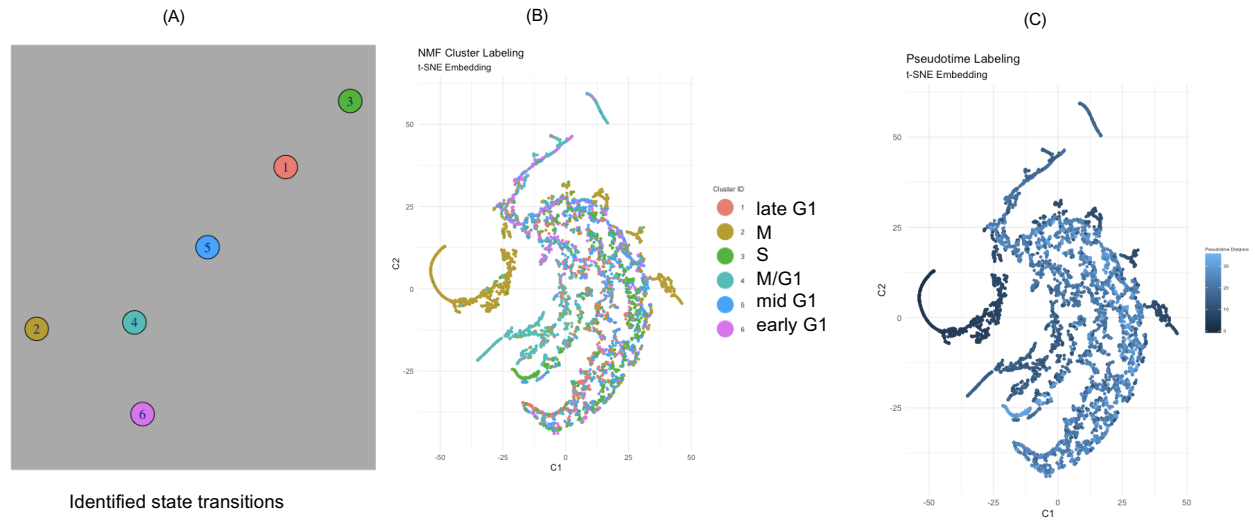 (A)
3
1
5
2
4
6
Identified state transitions
(B)
NMF Cluster Labeling
t-SNE Embedding
50
25
0
-25
C2
-50
-25
0
25
50
C1
Cluster ID
1 late G1
2 M
3 S
4 M/G1
5 mid G1
6 early G1
(C)
Pseudotime Labeling
t-SNE Embedding
50
25
0
-25
C2
-50
-25
0
25
50
C1
Pseudotime Distance
30
20
10
0